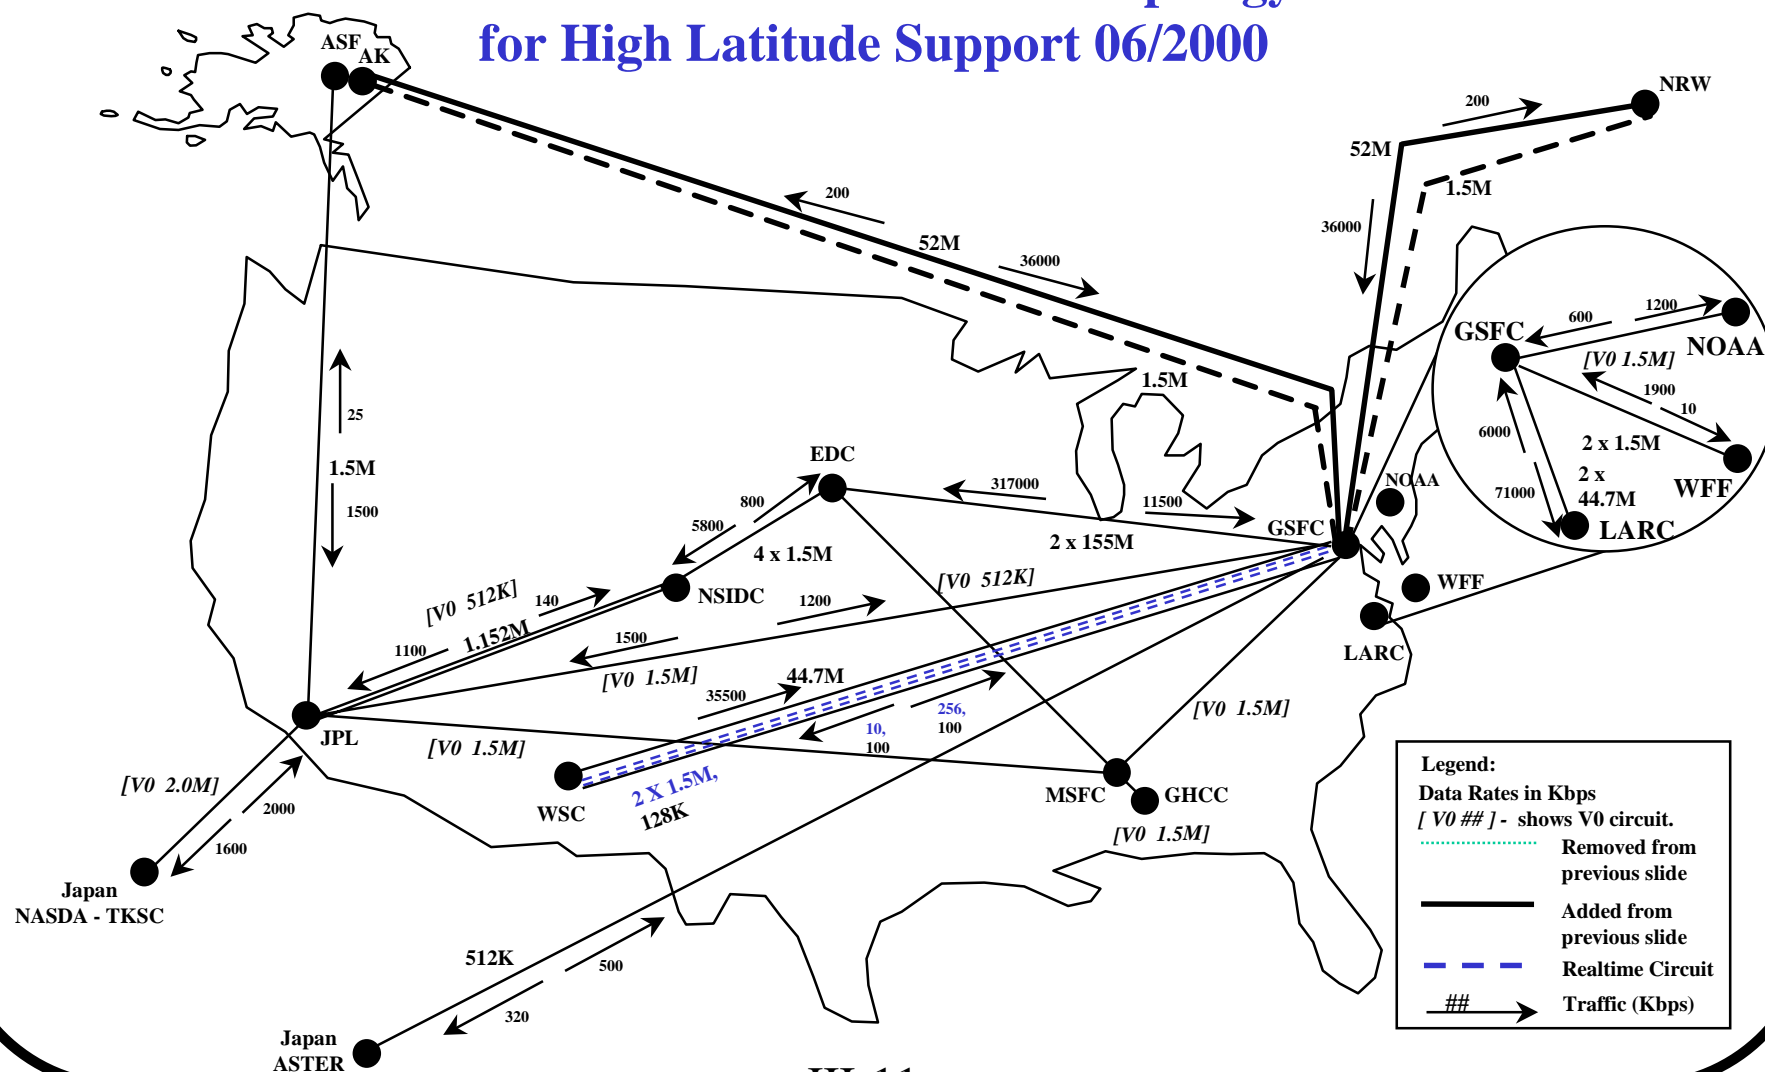 for High Latitude Support 06/2000
ASF
AK
NRW
200
52M
1.5M
36000
200
52M
36000
1.5M
GSFC
600
1200
NOAA
[V0 1.5M]
1900
10
6000
2 x 1.5M
2 x
44.7M
71000
WFF
LARC
25
1.5M
1500
EDC
800
5800
4 x 1.5M
317000
11500
2 x 155M
GSFC
NOAA
WFF
LARC
NSIDC
[V0 512K]
140
1.152M
1100
[V0 512K]
1200
1500
[V0 1.5M]
44.7M
35500
256,
100
10,
100
[V0 1.5M]
JPL
[V0 1.5M]
[V0 2.0M]
2000
1600
WSC
2 X 1.5M,
128K
MSFC
GHCC
[V0 1.5M]
Japan
NASDA - TKSC
512K
500
320
Japan
ASTER
Legend:
Data Rates in Kbps
[ V0 ## ] - shows V0 circuit.
Removed from
previous slide
Added from
previous slide
Realtime Circuit
## Traffic (Kbps)